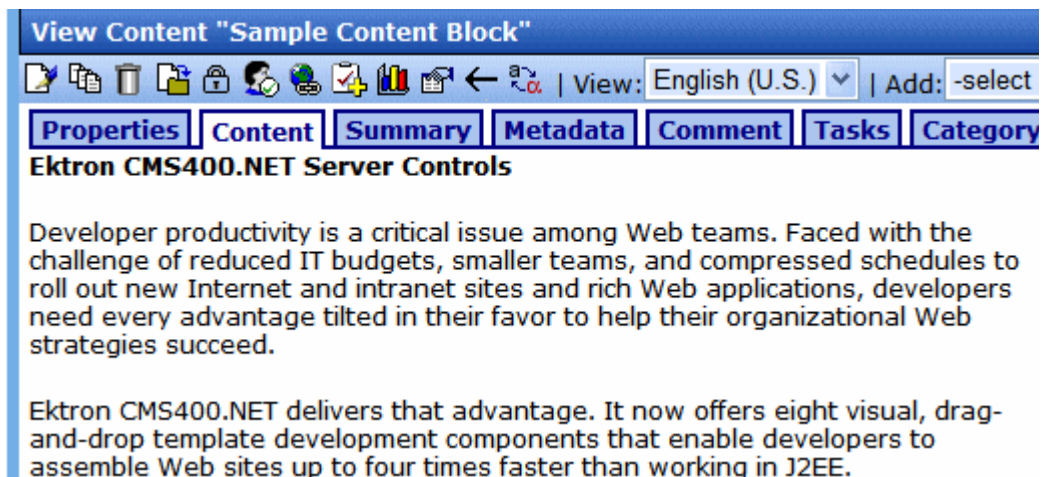 View Content "Sample Content Block"
| View: English (U.S.) | Add: -select
Properties Content Summary Metadata Comment Tasks Category
Ektron CMS400.NET Server Controls
Developer productivity is a critical issue among Web teams. Faced with the
challenge of reduced IT budgets, smaller teams, and compressed schedules to
roll out new Internet and intranet sites and rich Web applications, developers
need every advantage tilted in their favor to help their organizational Web
strategies succeed.
Ektron CMS400.NET delivers that advantage. It now offers eight visual, drag-
and-drop template development components that enable developers to
assemble Web sites up to four times faster than working in J2EE.